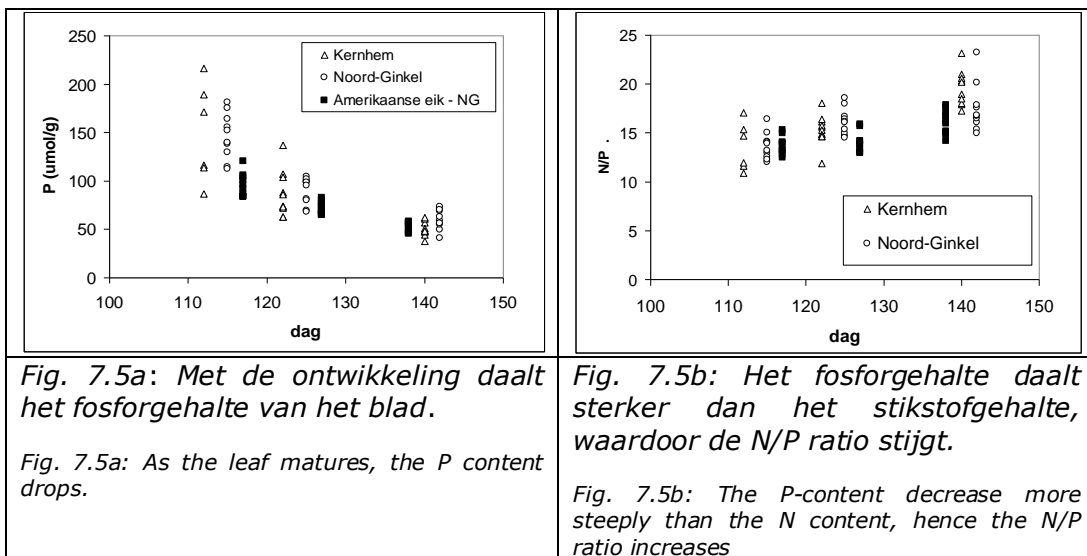 250
200
150
100
50
0
P (umol/g)
Kernhem
Noord-Ginkel
Amerikaanse eik - NG
100 110 120 130 140 150
dag
25
20
15
10
5
0
N/P .
Kernhem
Noord-Ginkel
100 110 120 130 140 150
dag
Fig. 7.5a: Met de ontwikkeling daalt
het fosforgehalte van het blad.
Fig. 7.5a: As the leaf matures, the P content
drops.
Fig. 7.5b: Het fosforgehalte daalt
sterker dan het stikstofgehalte,
waardoor de N/P ratio stijgt.
Fig. 7.5b: The P-content decrease more
steeply than the N content, hence the N/P
ratio increases